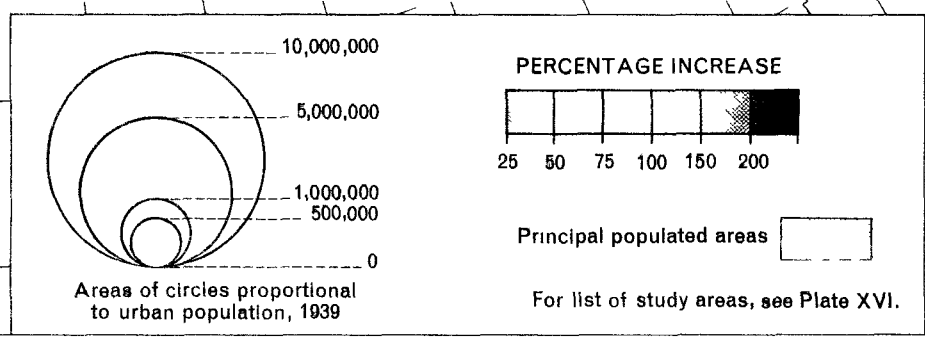 10,000,000
5,000,000
1,000,000
500,000
0
Areas of circles proportional
to urban population, 1939
PERCENTAGE INCREASE
25 50 75 100 150 200
Principal populated areas
For list of study areas, see Plate XVI.